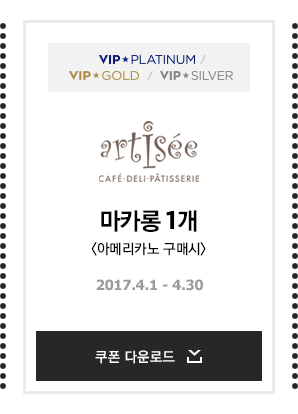 VIP★PLATINUM /
VIP★GOLD / VIP★SILVER
artisée
CAFÉ·DELI·PÂTISSERIE
마카롱 1개
<아메리카노 구매시>
2017.4.1 - 4.30
쿠폰 다운로드